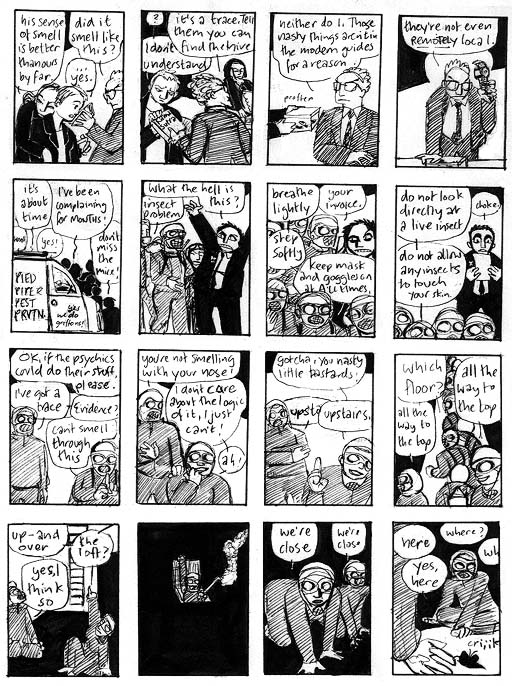 his sense
of smell
is better
than ours
by far.
did it
smell like
this?
...
yes.
?
it's a trace. Tell
them you can
find the hive
I don't
understand
neither do I. Those
nasty things aren't in
the modern guides
for a reason.
proffer
they're not even
REMOTELY local.
it's
about
time
yes!
I've been
complaining
for MONTHS!
don't
miss
the
mice!
PIED
PIPER
PEST
PRVTN.
yes
we do
griffons!
what the hell is
this?
insect
problem
breathe
lightly
your
invoice.
step
softly
keep mask
and goggles on
at ALL times.
do not look
directly at
a live insect
choke.
do not allow
any insects
to touch
your skin.
OK, if the psychics
could do their stuff,
please.
I've got a
trace
Evidence?
can't smell
through
this
you're not smelling
with your nose!
I don't care
about the logic
of it, I just
can't!
ah!
gotcha, you nasty
little bastards!
upsta
upstairs.
which
floor?
all the
way to
the top
all the
way to
the top
up-and
over
the
loft?
yes, I
think
so
we're
close
we're
close
here
where?
wh
yes,
here
criiik